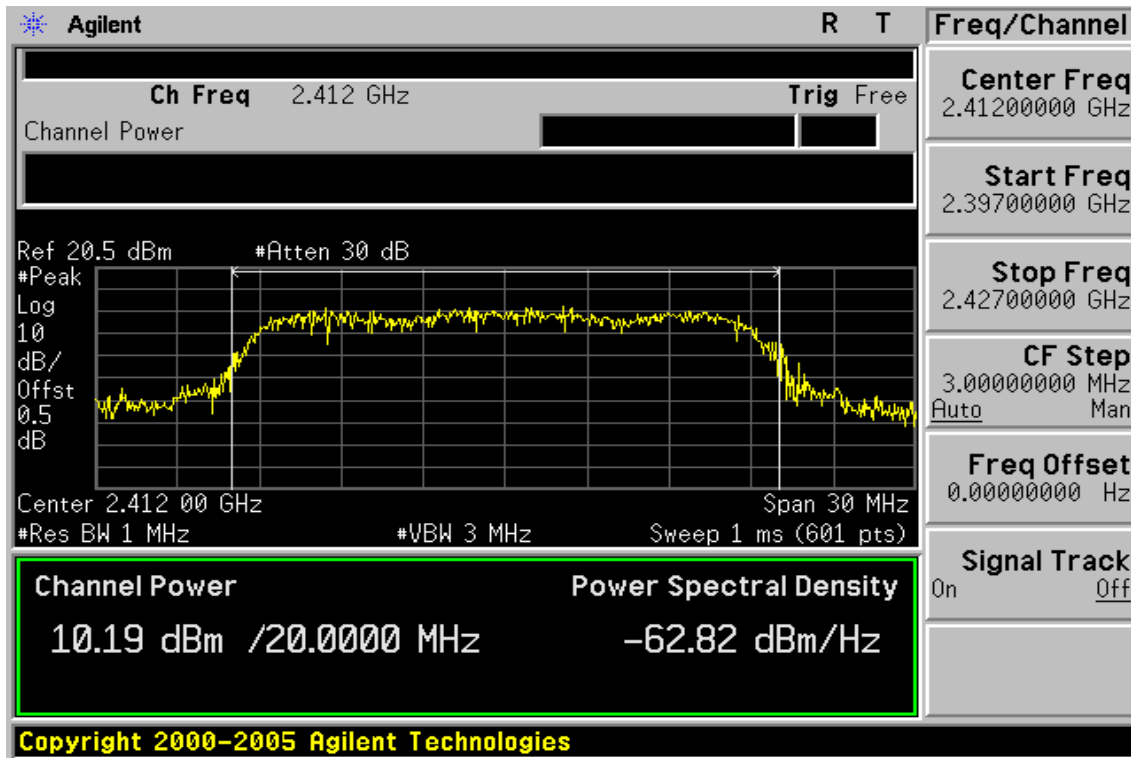 Agilent R T Freq/Channel
Ch Freq 2.412 GHz Trig Free
Channel Power
Ref 20.5 dBm #Atten 30 dB
#Peak
Log
10
dB/
Offst
0.5
dB
Center 2.412 00 GHz Span 30 MHz
#Res BW 1 MHz #VBW 3 MHz Sweep 1 ms (601 pts)
Channel Power Power Spectral Density
10.19 dBm /20.0000 MHz -62.82 dBm/Hz
Copyright 2000-2005 Agilent Technologies
Center Freq
2.41200000 GHz
Start Freq
2.39700000 GHz
Stop Freq
2.42700000 GHz
CF Step
3.00000000 MHz
Auto Man
Freq Offset
0.00000000 Hz
Signal Track
On Off